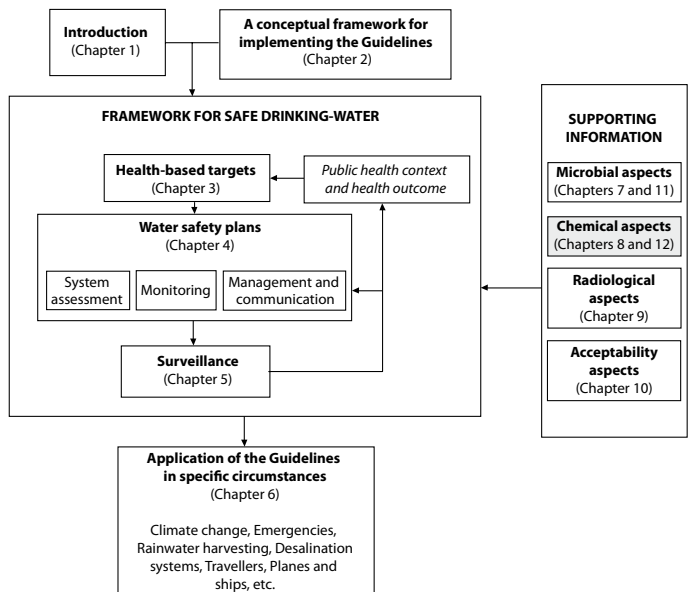 Introduction
(Chapter 1)
A conceptual framework for
implementing the Guidelines
(Chapter 2)
FRAMEWORK FOR SAFE DRINKING-WATER
Health-based targets
(Chapter 3)
Public health context
and health outcome
Water safety plans
(Chapter 4)
System
assessment
Monitoring
Management and
communication
Surveillance
(Chapter 5)
SUPPORTING
INFORMATION
Microbial aspects
(Chapters 7 and 11)
Chemical aspects
(Chapters 8 and 12)
Radiological
aspects
(Chapter 9)
Acceptability
aspects
(Chapter 10)
Application of the Guidelines
in specific circumstances
(Chapter 6)
Climate change, Emergencies,
Rainwater harvesting, Desalination
systems, Travellers, Planes and
ships, etc.